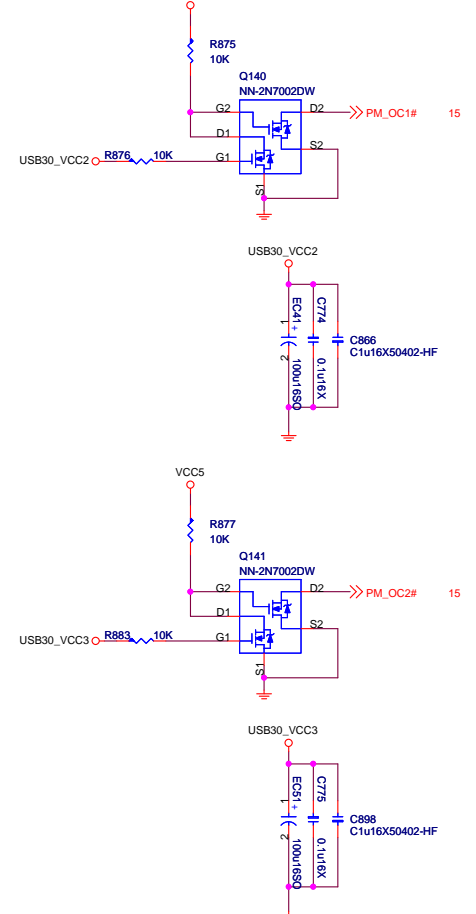 R875
10K
Q140
NN-2N7002DW
G2
D2
PM_OC1#
15
D1
S2
USB30_VCC2
R876
10K
G1
S1
USB30_VCC2
EC41
C774
1
+
C866
C1u16X50402-HF
2
100u16SO
0.1u16X
VCC5
R877
10K
Q141
NN-2N7002DW
G2
D2
PM_OC2#
15
D1
S2
USB30_VCC3
R883
10K
G1
S1
USB30_VCC3
EC51
C775
1
+
C898
C1u16X50402-HF
2
100u16SO
0.1u16X